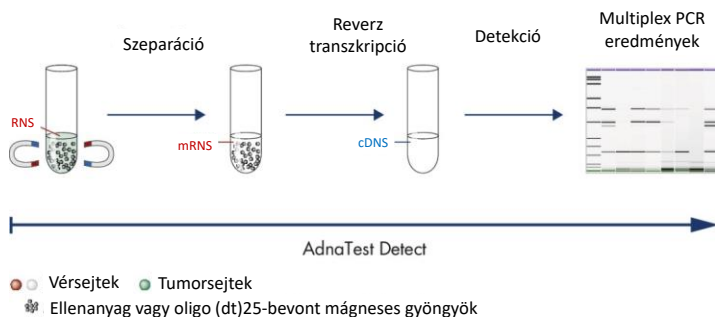 Szeparáció
Reverz
transzkripció
Detekció
Multiplex PCR
eredmények
RNS
mRNS
cDNS
AdnaTest Detect
Vérsejtek
Tumorsejtek
Ellenanyag vagy oligo (dt)25-bevont mágneses gyöngyök